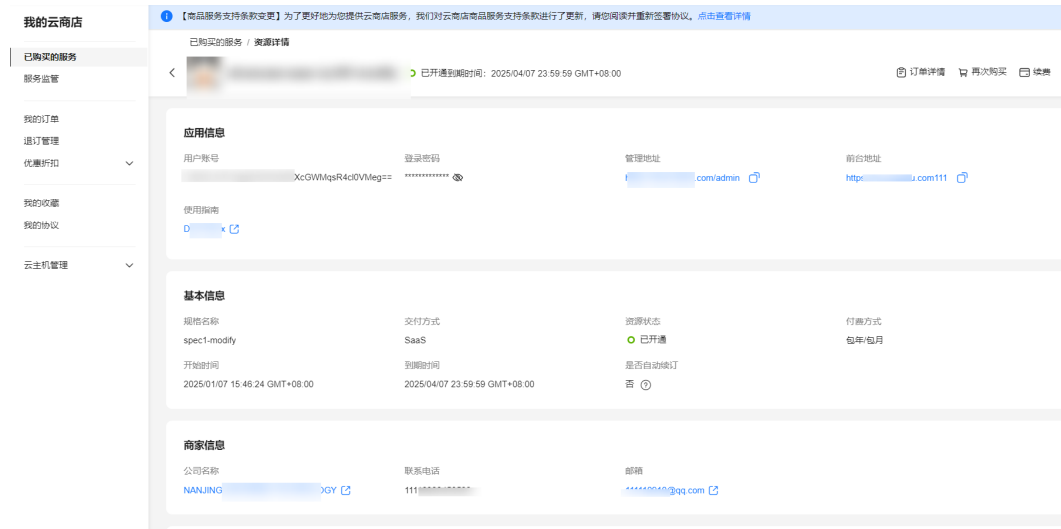 我的云商店
【商品服务支持条款变更】为了更好地为您提供云商店服务，我们对云商店商品服务支持条款进行了更新，请您阅读并重新签署协议。点击查看详情
已购买的服务
服务监管
我的订单
退订管理
优惠折扣
我的收藏
我的协议
云主机管理
已购买的服务 / 资源详情
已开通到期时间：2025/04/07 23:59:59 GMT+08:00
订单详情 再次购买 续费
应用信息
用户账号 登录密码 管理地址 前台地址
XcGWMqsR4cl0VMeg== ************* .com/admin http .com111
使用指南
D x
基本信息
规格名称 交付方式 资源状态 付费方式
spec1-modify SaaS 已开通 包年/包月
开始时间 到期时间 是否自动续订
2025/01/07 15:46:24 GMT+08:00 2025/04/07 23:59:59 GMT+08:00 否
商家信息
公司名称 联系电话 邮箱
NANJING OGY 111 @qq.com